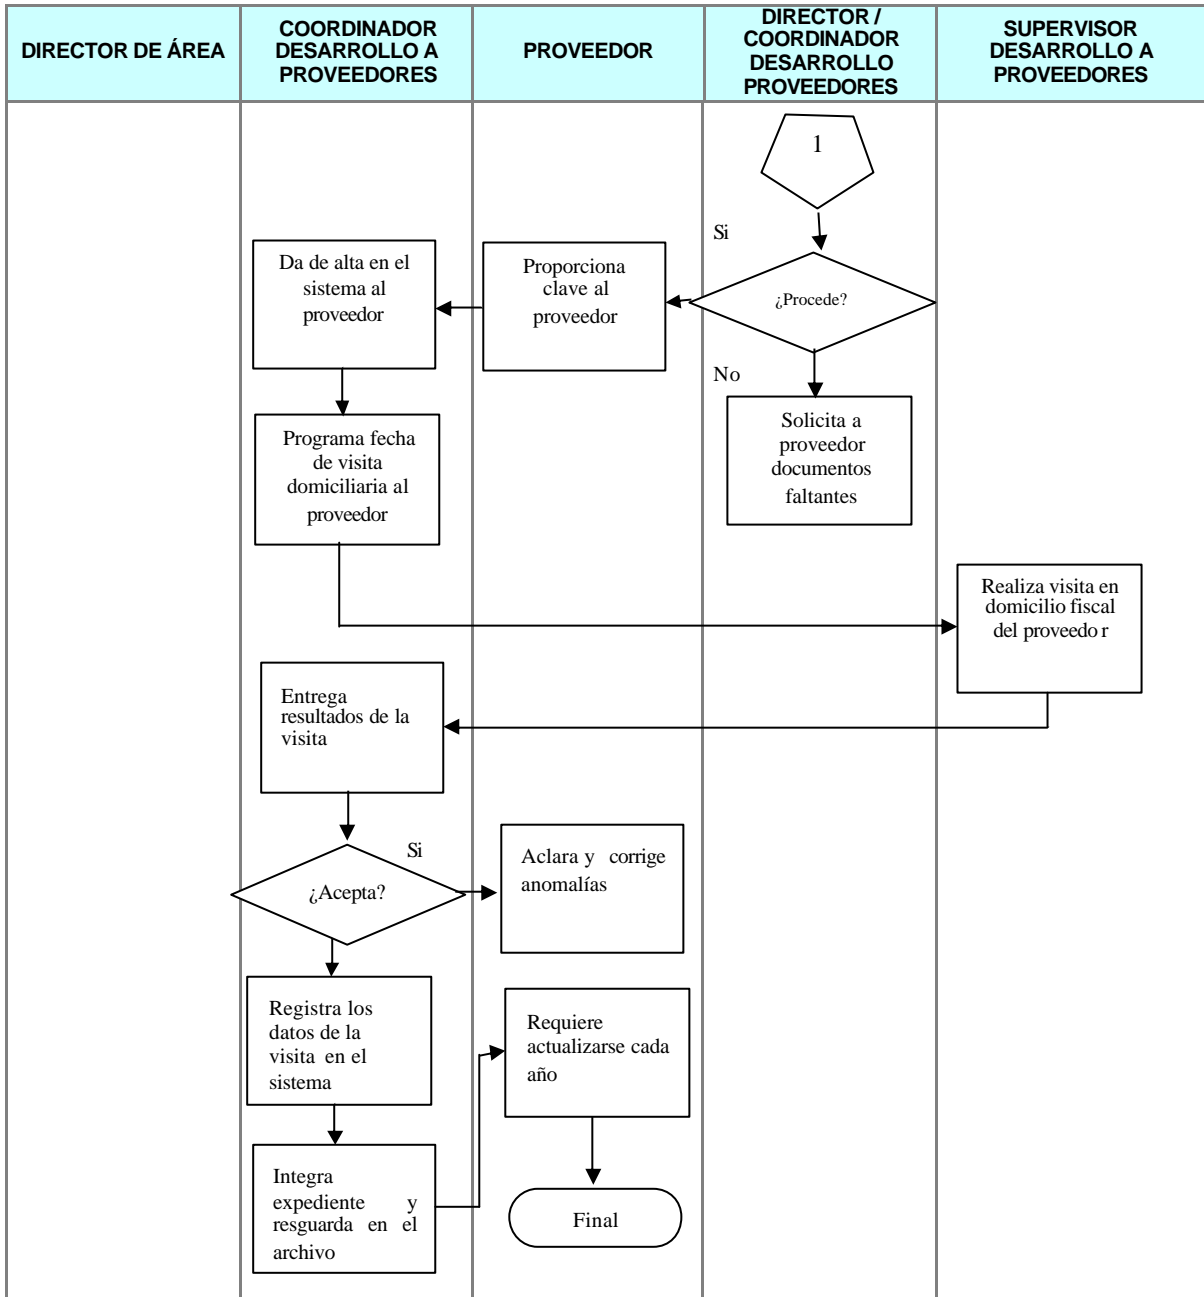 DIRECTOR DE ÁREA
COORDINADOR
DESARROLLO A
PROVEEDORES
PROVEEDOR
DIRECTOR /
COORDINADOR
DESARROLLO
PROVEEDORES
SUPERVISOR
DESARROLLO A
PROVEEDORES
1
Si
¿Procede?
Proporciona
clave al
proveedor
Da de alta en el
sistema al
proveedor
No
Solicita a
proveedor
documentos
faltantes
Programa fecha
de visita
domiciliaria al
proveedor
Realiza visita en
domicilio fiscal
del proveedo r
Entrega
resultados de la
visita
Si
¿Acepta?
Aclara y corrige
anomalías
Registra los
datos de la
visita en el
sistema
Requiere
actualizarse cada
año
Integra
expediente y
resguarda en el
archivo
Final